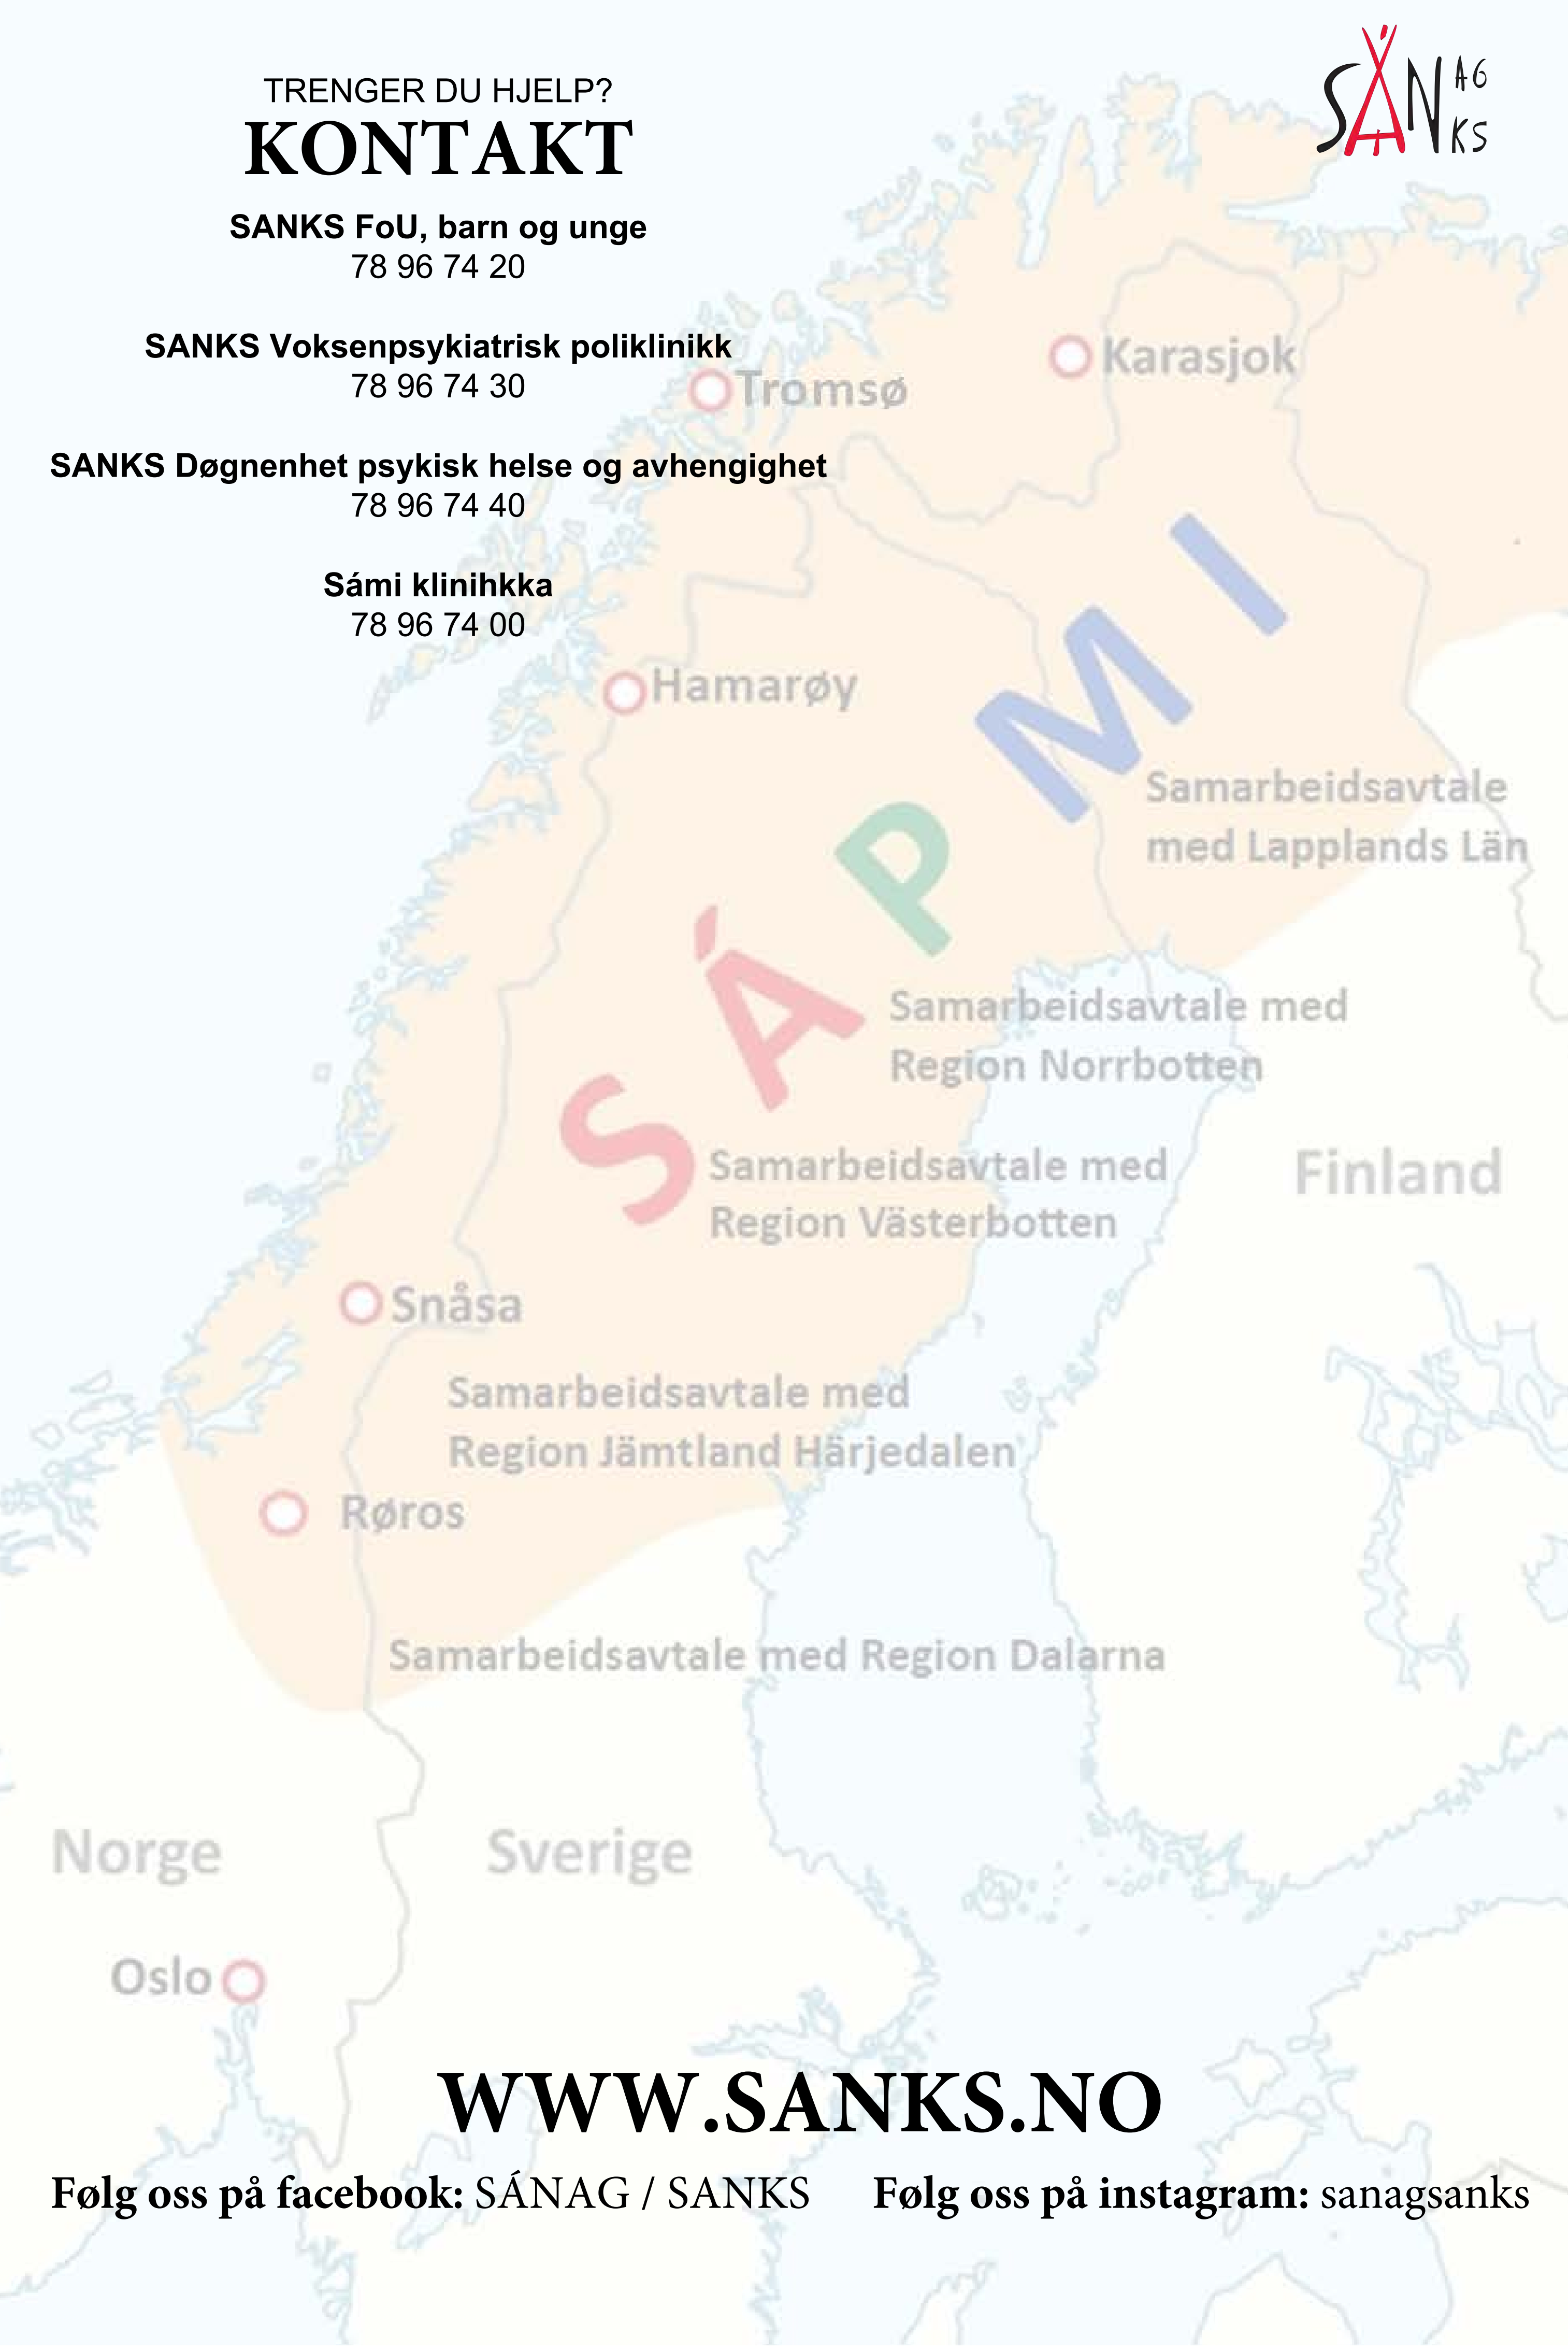 TRENGER DU HJELP?
KONTAKT
SANKS FoU, barn og unge
78 96 74 20
SANKS Voksenpsykiatrisk poliklinikk
78 96 74 30
SANKS Døgnenhet psykisk helse og avhengighet
78 96 74 40
Sámi klinihkka
78 96 74 00
SÁN AG
KS
Karasjok
Tromsø
Hamarøy
SÁPMI
Samarbeidsavtale
med Lapplands Län
Samarbeidsavtale med
Region Norrbotten
Samarbeidsavtale med
Region Västerbotten
Finland
Snåsa
Samarbeidsavtale med
Region Jämtland Härjedalen
Røros
Samarbeidsavtale med Region Dalarna
Norge
Sverige
Oslo
WWW.SANKS.NO
Følg oss på facebook: SÁNAG / SANKS
Følg oss på instagram: sanagsanks